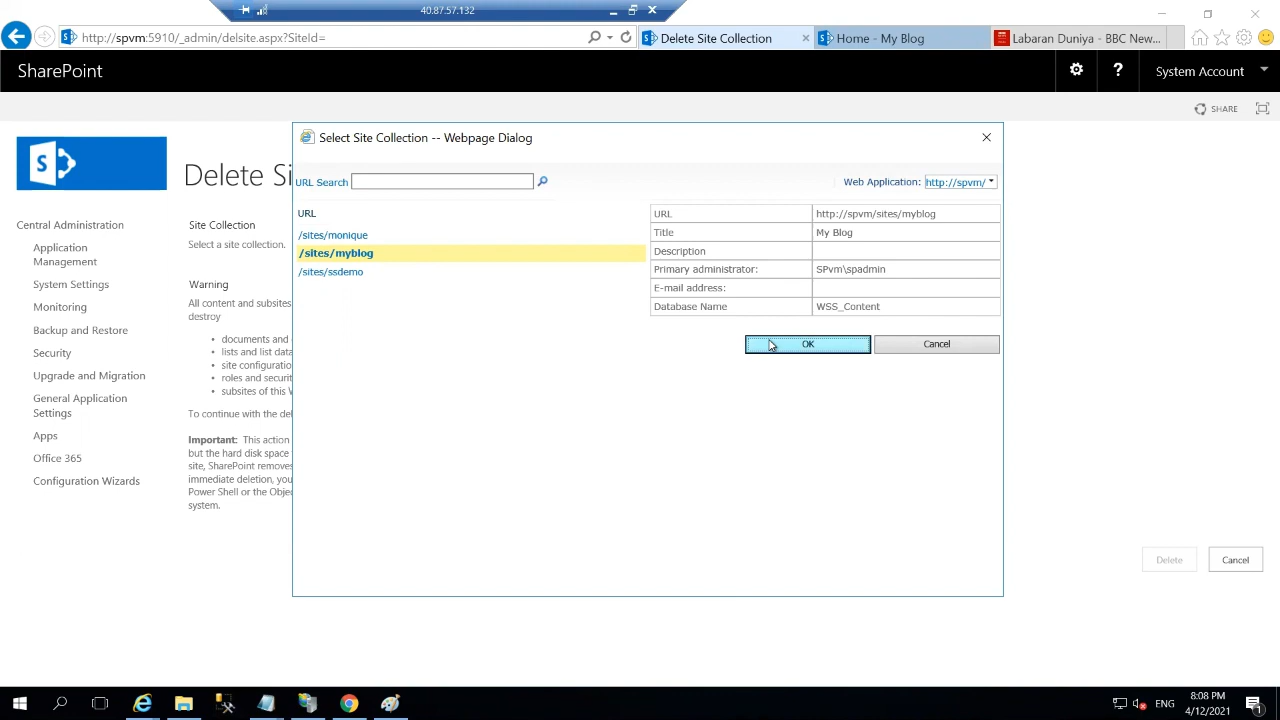 40.87.57.132
http://spvm:5910/_admin/delsite.aspx?SiteId=
Delete Site Collection
Home - My Blog
Labaran Duniya - BBC New...
SharePoint
?
System Account
SHARE
Select Site Collection -- Webpage Dialog
Delete Si
URL Search
Web Application:
http://spvm/
Central Administration
Application
Management
System Settings
Monitoring
Backup and Restore
Security
Upgrade and Migration
General Application
Settings
Apps
Office 365
Configuration Wizards
Site Collection
Select a site collection.
Warning
All content and subsites
destroy
• documents and
• lists and list data
• site configuratio
• roles and securit
• subsites of this W
To continue with the del
Important: This action
but the hard disk space
site, SharePoint removes
immediate deletion, you
Power Shell or the Objec
system.
URL
/sites/monique
/sites/myblog
/sites/ssdemo
URL http://spvm/sites/myblog
Title My Blog
Description
Primary administrator: SPvm\spadmin
E-mail address:
Database Name WSS_Content
OK
Cancel
Delete
Cancel
ENG
8:08 PM
4/12/2021
1